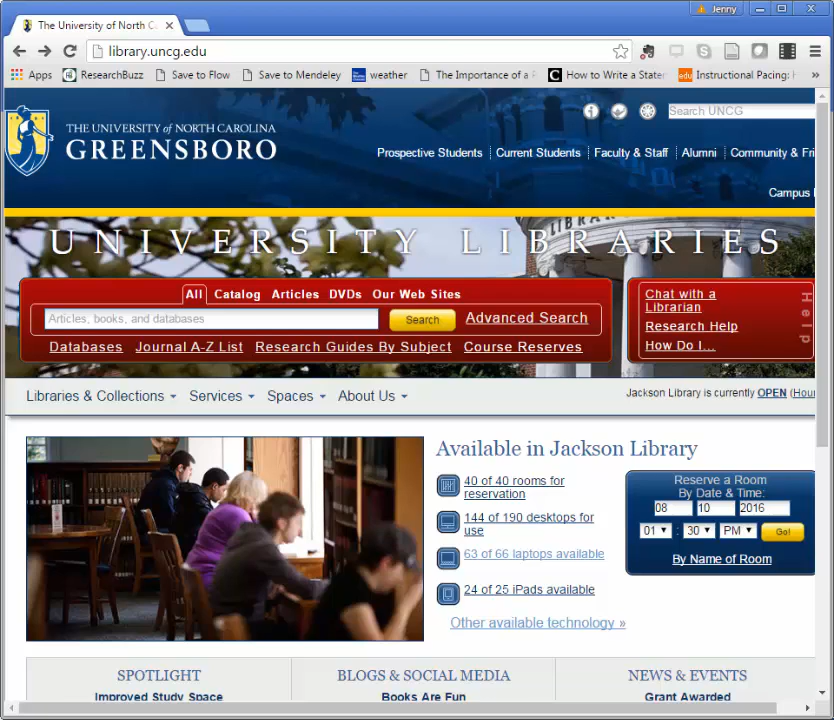 Jenny
The University of North C
library.uncg.edu
Apps ResearchBuzz Save to Flow Save to Mendeley weather The Importance of a How to Write a State Instructional Pacing: »
Search UNCG
THE UNIVERSITY of NORTH CAROLINA
GREENSBORO
Prospective Students Current Students Faculty & Staff Alumni Community & Fri
Campus
UNIVERSITY LIBRARIES
All Catalog Articles DVDs Our Web Sites
Articles, books, and databases Search Advanced Search
Databases Journal A-Z List Research Guides By Subject Course Reserves
Chat with a
Librarian
Research Help
How Do I...
Help
Libraries & Collections Services Spaces About Us
Jackson Library is currently OPEN (Hour
Available in Jackson Library
40 of 40 rooms for
reservation
144 of 190 desktops for
use
63 of 66 laptops available
24 of 25 iPads available
Other available technology »
Reserve a Room
By Date & Time:
08 10 2016
01 : 30 PM Go!
By Name of Room
SPOTLIGHT
Improved Study Space
BLOGS & SOCIAL MEDIA
Books Are Fun
NEWS & EVENTS
Grant Awarded